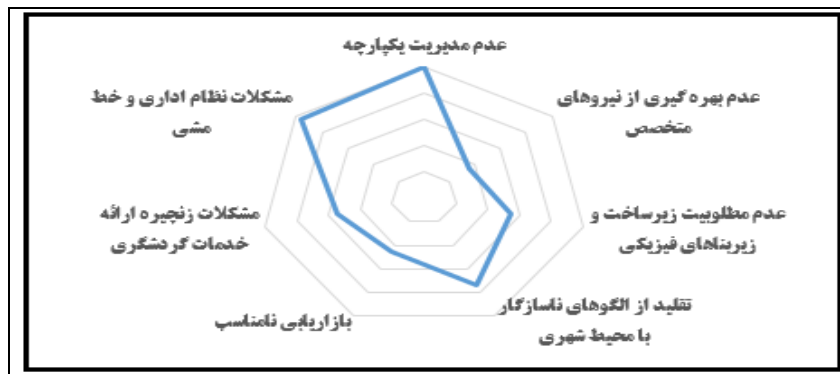 عدم مدیریت یکپارچه
عدم بهره گیری از نیروهای
متخصص
عدم مطلوبیت زیرساخت و
زیربناهای فیزیکی
تقلید از الگوهای ناسازگار
با محیط شهری
بازاریابی نامناسب
مشکلات زنجیره ارائه
خدمات گردشگری
مشکلات نظام اداری و خط
مشی